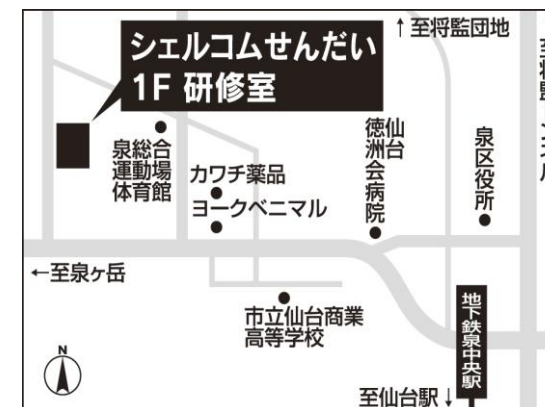 シェルコムせんだい
1F 研修室
↑至将監団地
泉総合
運動場
体育館
カワチ薬品
ヨークベニマル
仙台
徳洲会病院
泉区役所
←至泉ヶ岳
市立仙台商業
高等学校
地下鉄泉中央駅
至仙台駅↓
N